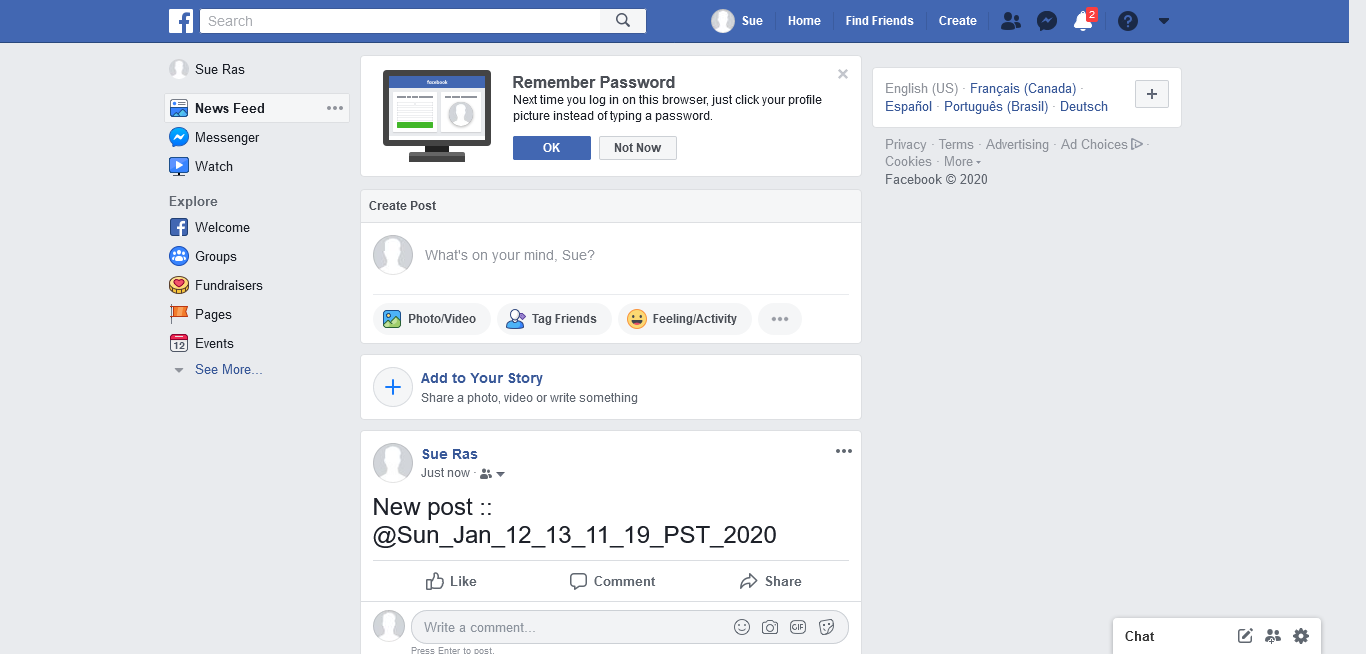 Search
Sue
Home
Find Friends
Create
2
Sue Ras
News Feed
Messenger
Watch
Explore
Welcome
Groups
Fundraisers
Pages
12
Events
See More...
facebook
Remember Password
Next time you log in on this browser, just click your profile
picture instead of typing a password.
OK
Not Now
Create Post
What's on your mind, Sue?
Photo/Video
Tag Friends
Feeling/Activity
Add to Your Story
Share a photo, video or write something
Sue Ras
Just now ·
New post ::
@Sun_Jan_12_13_11_19_PST_2020
Like
Comment
Share
Write a comment...
GIF
Press Enter to post.
English (US) · Français (Canada) ·
Español · Português (Brasil) · Deutsch
Privacy · Terms · Advertising · Ad Choices ·
Cookies · More
Facebook © 2020
Chat